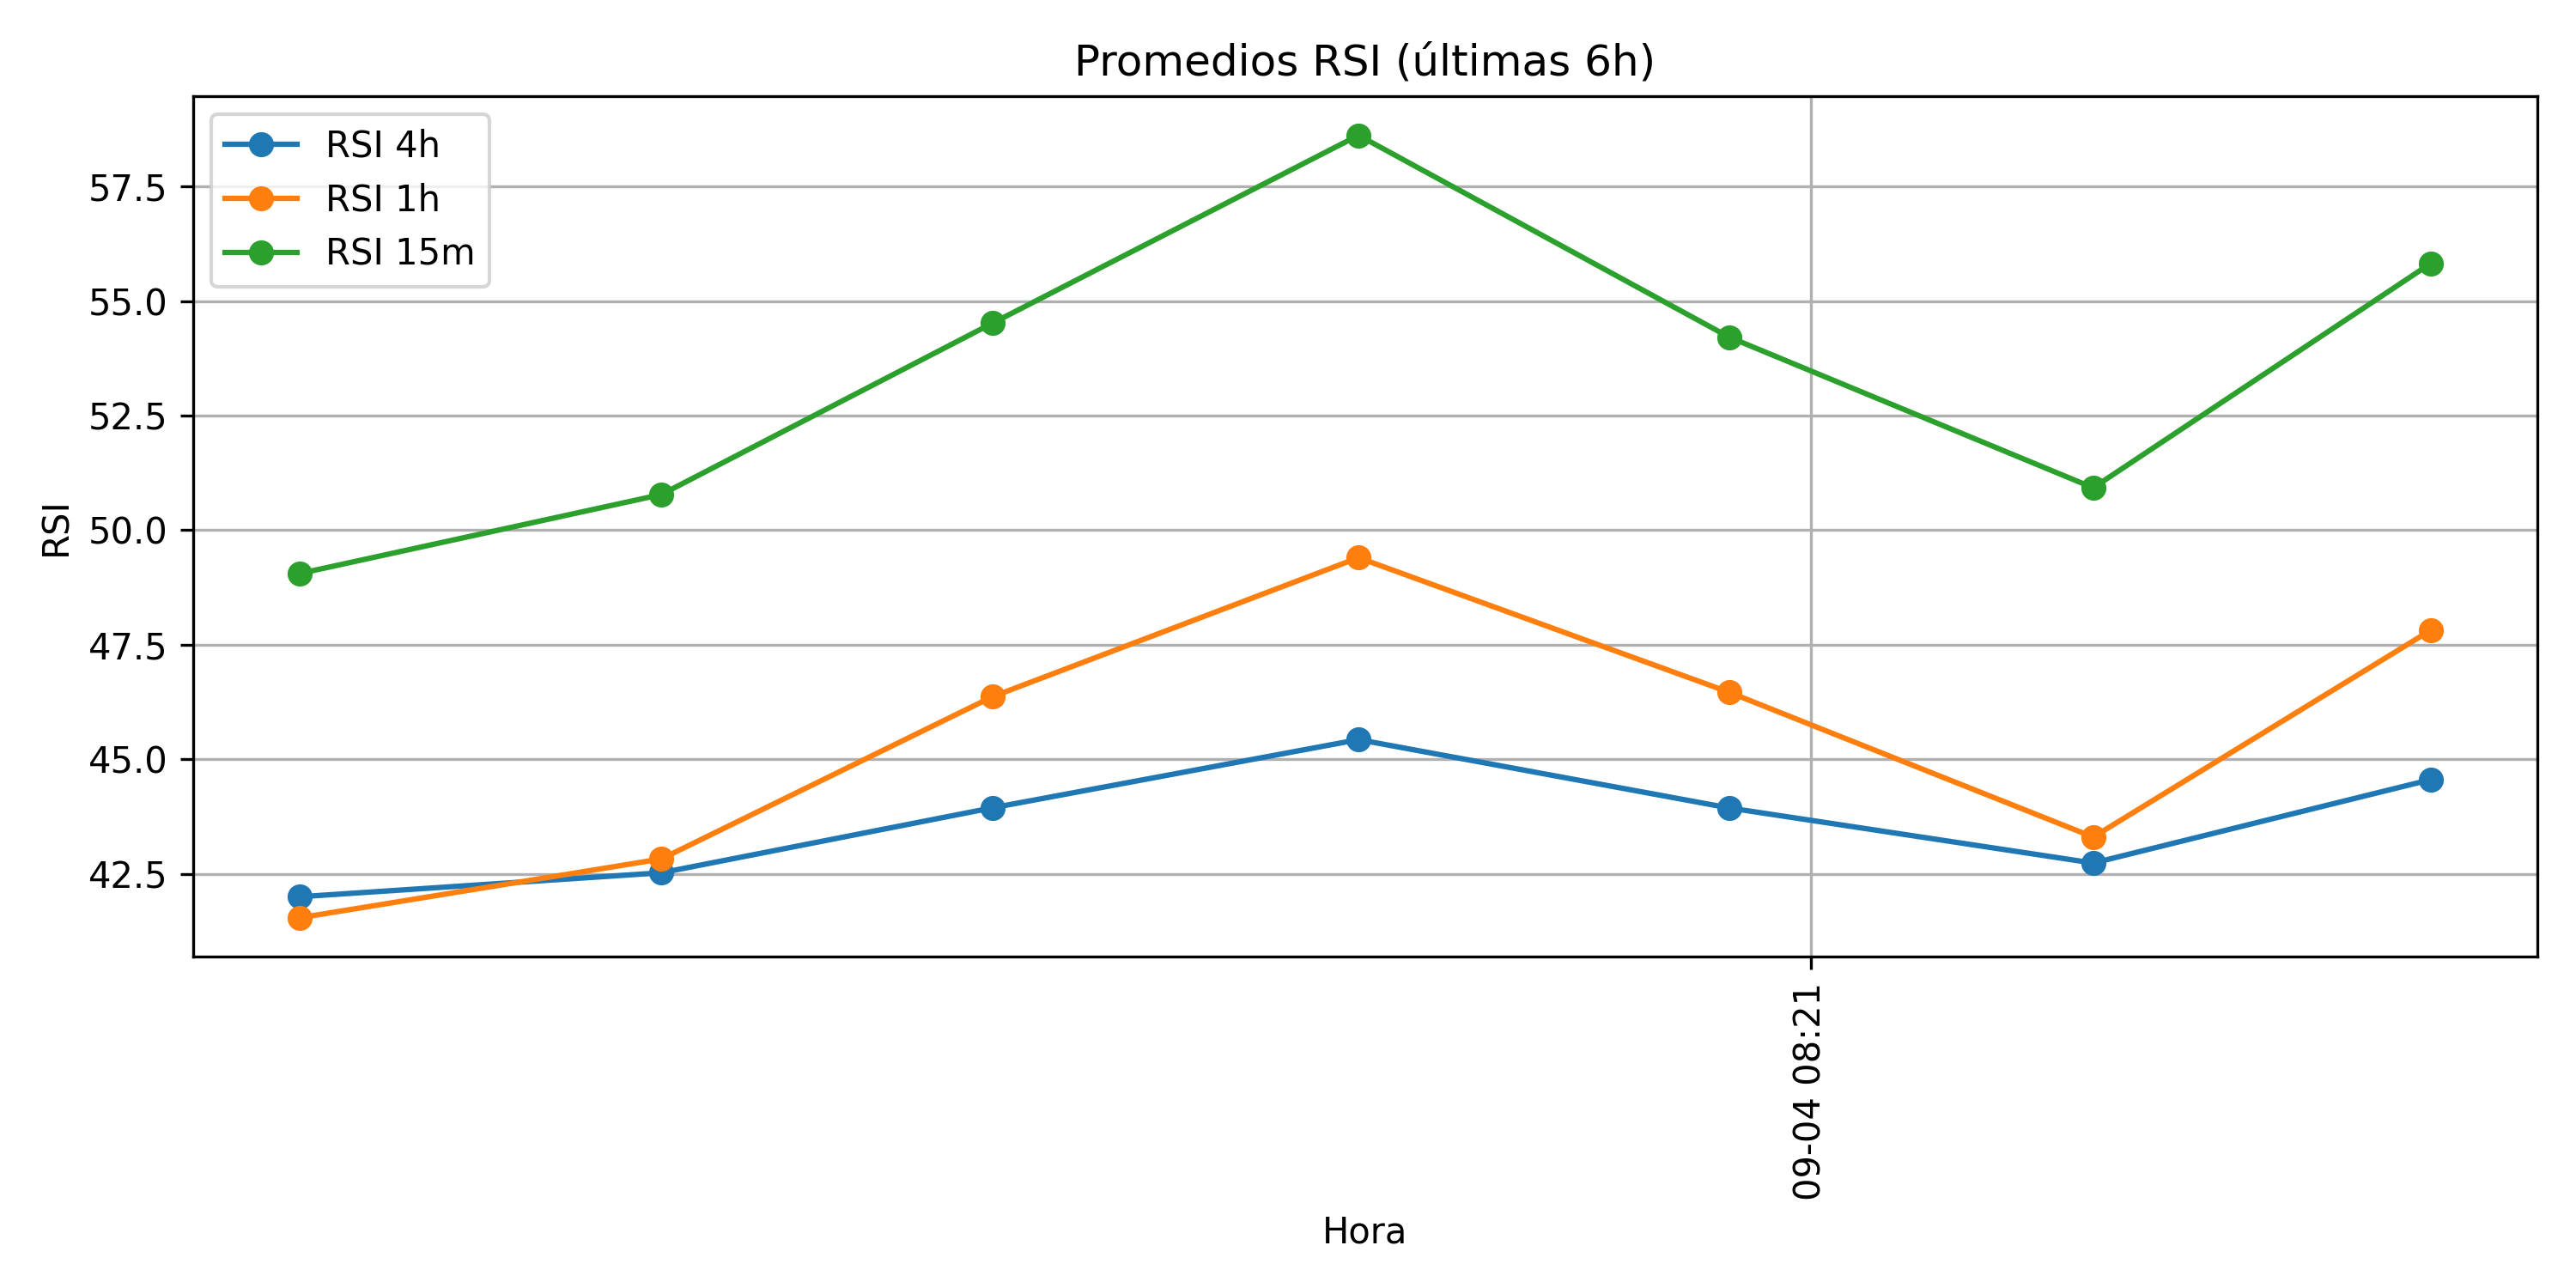 Promedios RSI (últimas 6h)
RSI 4h
RSI 1h
RSI 15m
57.5
55.0
52.5
50.0
47.5
45.0
42.5
RSI
09-04 08:21
Hora